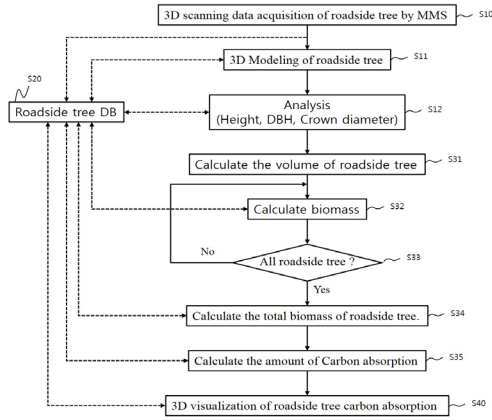 3D scanning data acquisition of roadside tree by MMS
S10
3D Modeling of roadside tree
S11
S20
Roadside tree DB
Analysis
(Height, DBH, Crown diameter)
S12
Calculate the volume of roadside tree
S31
Calculate biomass
S32
No
All roadside tree ?
S33
Yes
Calculate the total biomass of roadside tree.
S34
Calculate the amount of Carbon absorption
S35
3D visualization of roadside tree carbon absorption
S40